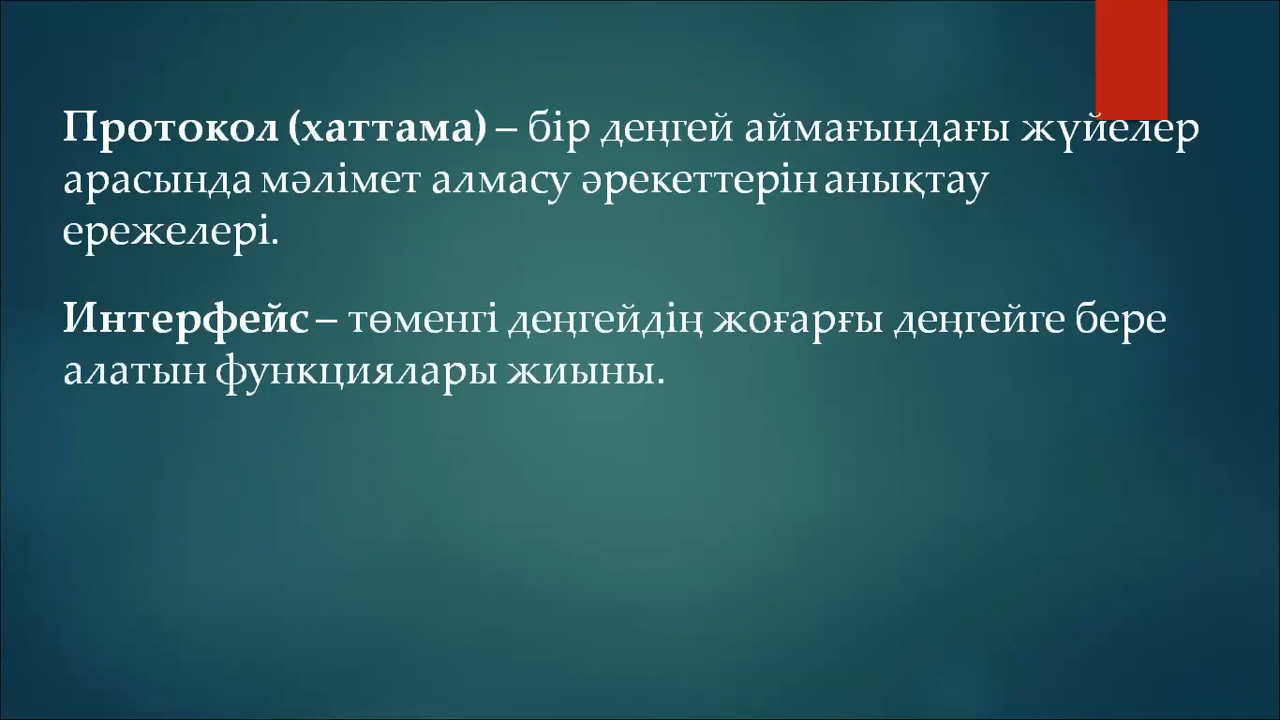 Протокол (хаттама) – бір деңгей аймағындағы жүйелер
арасында мәлімет алмасу әрекеттерін анықтау
ережелері.
Интерфейс – төменгі деңгейдің жоғарғы деңгейге бере
алатын функциялары жиыны.